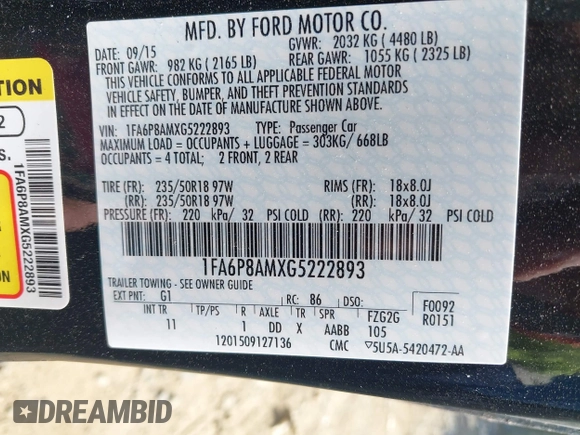 MFD. BY FORD MOTOR CO.
DATE: 09/15 GVWR: 2032 KG ( 4480 LB)
FRONT GAWR: 982 KG ( 2165 LB) REAR GAWR: 1055 KG ( 2325 LB)
THIS VEHICLE CONFORMS TO ALL APPLICABLE FEDERAL MOTOR
VEHICLE SAFETY, BUMPER, AND THEFT PREVENTION STANDARDS IN
EFFECT ON THE DATE OF MANUFACTURE SHOWN ABOVE.
VIN: 1FA6P8AMXG5222893 TYPE: Passenger Car
MAXIMUM LOAD = OCCUPANTS + LUGGAGE = 303KG/ 668LB
OCCUPANTS = 4 TOTAL; 2 FRONT, 2 REAR
TIRE (FR): 235/50R18 97W RIMS (FR): 18x8.0J
(RR): 235/50R18 97W (RR): 18x8.0J
PRESSURE (FR): 220 kPa/ 32 PSI COLD (RR): 220 kPa/ 32 PSI COLD
1FA6P8AMXG5222893
TRAILER TOWING - SEE OWNER GUIDE
EXT PNT: G1 RC: 86 DSO: F0092
INT TR TP/PS R AXLE TR SPR FZG2G R0151
11 1 DD X AABB 105
1201509127136 CMC 5U5A-5420472-AA
TION
2
S.
1FA6P8AMXG5222893
ON
DREAMBID